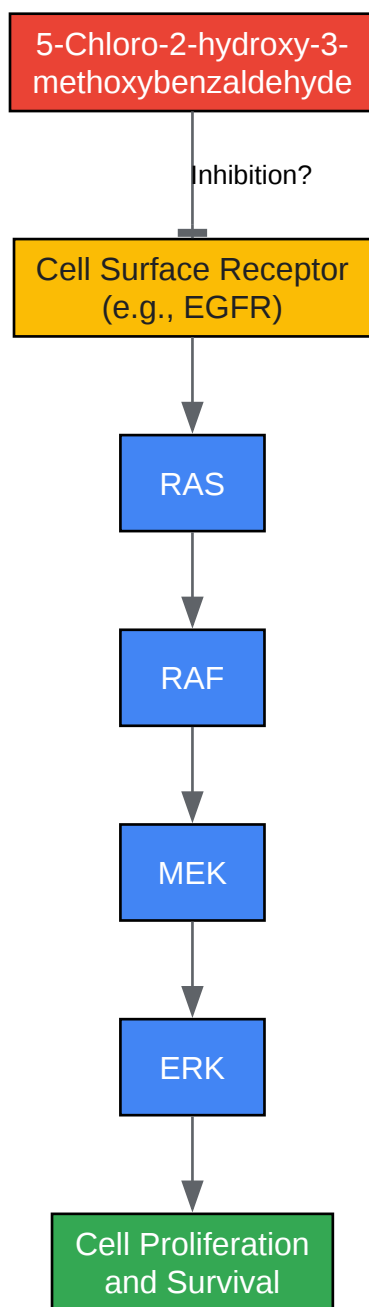 5-Chloro-2-hydroxy-3-
methoxybenzaldehyde
Inhibition?
Cell Surface Receptor
(e.g., EGFR)
RAS
RAF
MEK
ERK
Cell Proliferation
and Survival